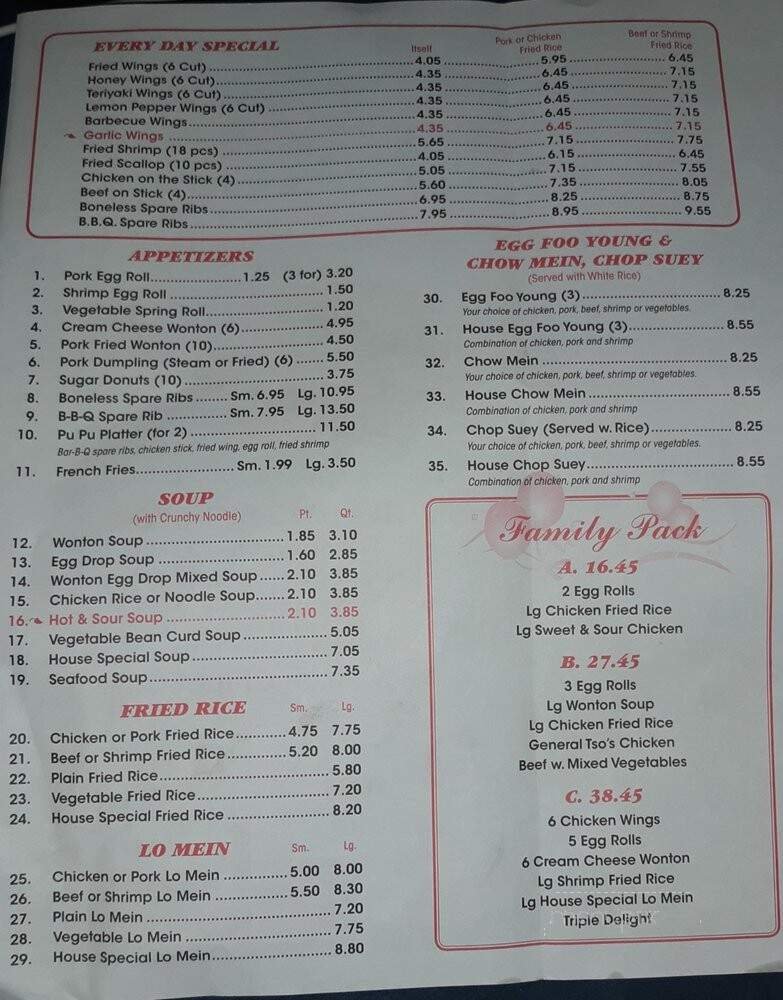 EVERY DAY SPECIAL Itself Pork or Chicken Fried Rice Beef or Shrimp Fried Rice
Fried Wings (6 Cut) 4.05 5.95 6.45
Honey Wings (6 Cut) 4.35 6.45 7.15
Teriyaki Wings (6 Cut) 4.35 6.45 7.15
Lemon Pepper Wings (6 Cut) 4.35 6.45 7.15
Barbecue Wings 4.35 6.45 7.15
Garlic Wings 4.35 6.45 7.15
Fried Shrimp (18 pcs) 5.65 7.15 7.75
Fried Scallop (10 pcs) 4.05 6.15 6.45
Chicken on the Stick (4) 5.05 7.15 7.55
Beef on Stick (4) 5.60 7.35 8.05
Boneless Spare Ribs 6.95 8.25 8.75
B.B.Q. Spare Ribs 7.95 8.95 9.55
APPETIZERS
1. Pork Egg Roll 1.25 (3 for) 3.20
2. Shrimp Egg Roll 1.50
3. Vegetable Spring Roll 1.20
4. Cream Cheese Wonton (6) 4.95
5. Pork Fried Wonton (10) 4.50
6. Pork Dumpling (Steam or Fried) (6) 5.50
7. Sugar Donuts (10) 3.75
8. Boneless Spare Ribs Sm. 6.95 Lg. 10.95
9. B-B-Q Spare Rib Sm. 7.95 Lg. 13.50
10. Pu Pu Platter (for 2) 11.50
Bar-B-Q spare ribs, chicken stick, fried wing, egg roll, fried shrimp
11. French Fries Sm. 1.99 Lg. 3.50
SOUP
(with Crunchy Noodle) Pt. Qt.
12. Wonton Soup 1.85 3.10
13. Egg Drop Soup 1.60 2.85
14. Wonton Egg Drop Mixed Soup 2.10 3.85
15. Chicken Rice or Noodle Soup 2.10 3.85
16. Hot & Sour Soup 2.10 3.85
17. Vegetable Bean Curd Soup 5.05
18. House Special Soup 7.05
19. Seafood Soup 7.35
FRIED RICE Sm. Lg.
20. Chicken or Pork Fried Rice 4.75 7.75
21. Beef or Shrimp Fried Rice 5.20 8.00
22. Plain Fried Rice 5.80
23. Vegetable Fried Rice 7.20
24. House Special Fried Rice 8.20
LO MEIN Sm. Lg.
25. Chicken or Pork Lo Mein 5.00 8.00
26. Beef or Shrimp Lo Mein 5.50 8.30
27. Plain Lo Mein 7.20
28. Vegetable Lo Mein 7.75
29. House Special Lo Mein 8.80
EGG FOO YOUNG &
CHOW MEIN, CHOP SUEY
(Served with White Rice)
30. Egg Foo Young (3) 8.25
Your choice of chicken, pork, beef, shrimp or vegetables.
31. House Egg Foo Young (3) 8.55
Combination of chicken, pork and shrimp
32. Chow Mein 8.25
Your choice of chicken, pork, beef, shrimp or vegetables.
33. House Chow Mein 8.55
Combination of chicken, pork and shrimp
34. Chop Suey (Served w. Rice) 8.25
Your choice of chicken, pork, beef, shrimp or vegetables.
35. House Chop Suey 8.55
Combination of chicken, pork and shrimp
Family Pack
A. 16.45
2 Egg Rolls
Lg Chicken Fried Rice
Lg Sweet & Sour Chicken
B. 27.45
3 Egg Rolls
Lg Wonton Soup
Lg Chicken Fried Rice
General Tso's Chicken
Beef w. Mixed Vegetables
C. 38.45
6 Chicken Wings
5 Egg Rolls
6 Cream Cheese Wonton
Lg Shrimp Fried Rice
Lg House Special Lo Mein
Triple Delight